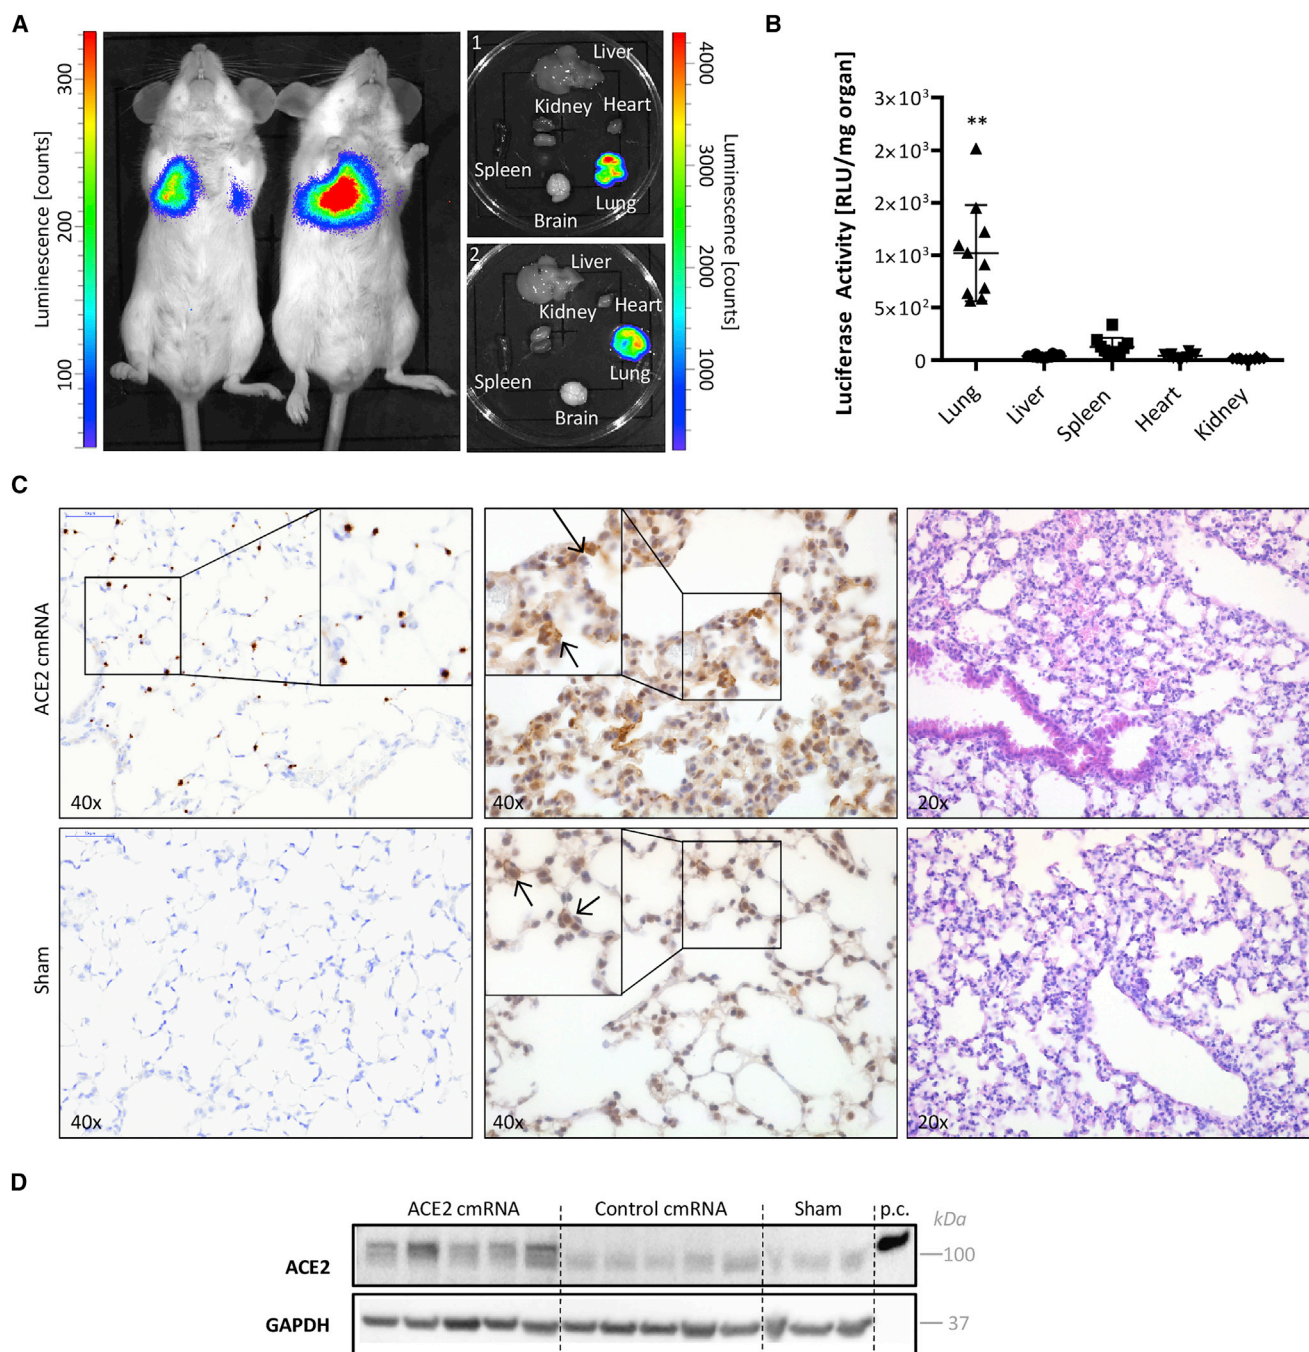 A
Luminescence [counts]
300
200
100
1
Liver
Kidney
Heart
Spleen
Lung
Brain
2
Liver
Heart
Kidney
Lung
Spleen
Brain
4000
3000
2000
1000
Luminescence [counts]
B
Luciferase Activity [RLU/mg organ]
3×10³
2×10³
2×10³
1×10³
5×10²
0
**
Lung
Liver
Spleen
Heart
Kidney
C
ACE2 cmRNA
40x
40x
20x
Sham
40x
40x
20x
D
ACE2 cmRNA
Control cmRNA
Sham
p.c.
kDa
ACE2
100
GAPDH
37